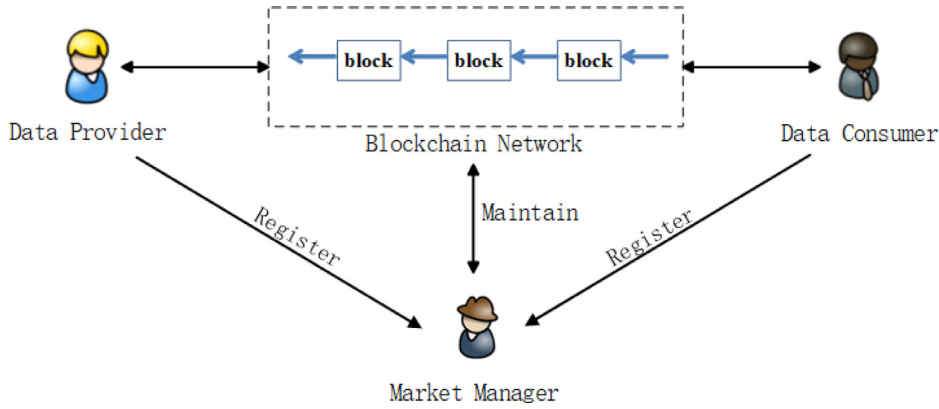 block block block
Data Provider
Blockchain Network
Data Consumer
Register
Maintain
Register
Market Manager